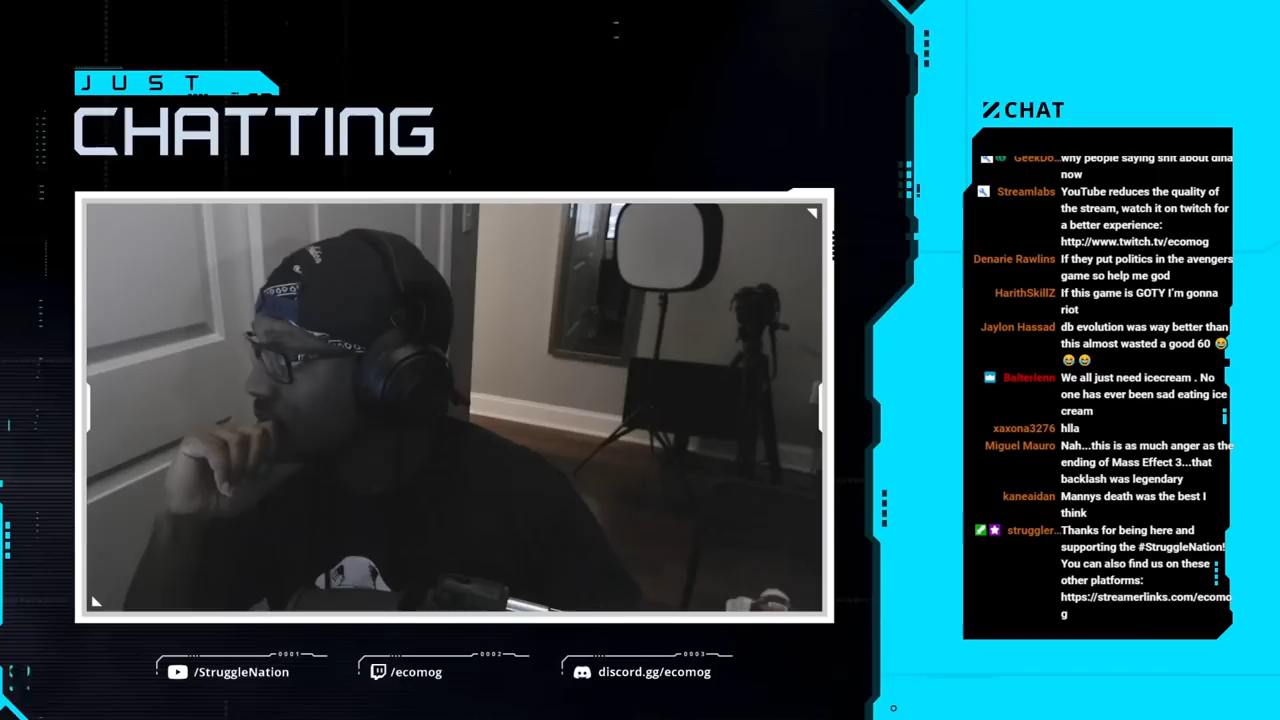 JUST
CHATTING
CHAT
GeekDo... why people saying shit about dina
now
Streamlabs YouTube reduces the quality of
the stream, watch it on twitch for
a better experience:
http://www.twitch.tv/ecomog
Denarie Rawlins If they put politics in the avengers
game so help me god
HarithSkillZ If this game is GOTY I'm gonna
riot
Jaylon Hassad db evolution was way better than
this almost wasted a good 60 😂
😂 😂
Balterlenn We all just need icecream . No
one has ever been sad eating ice
cream
xaxona3276 hlla
Miguel Mauro Nah...this is as much anger as the
ending of Mass Effect 3...that
backlash was legendary
kaneaidan Mannys death was the best I
think
struggler... Thanks for being here and
supporting the #StruggleNation!
You can also find us on these
other platforms:
https://streamerlinks.com/ecomo
g
0001
/StruggleNation
0002
/ecomog
0003
discord.gg/ecomog